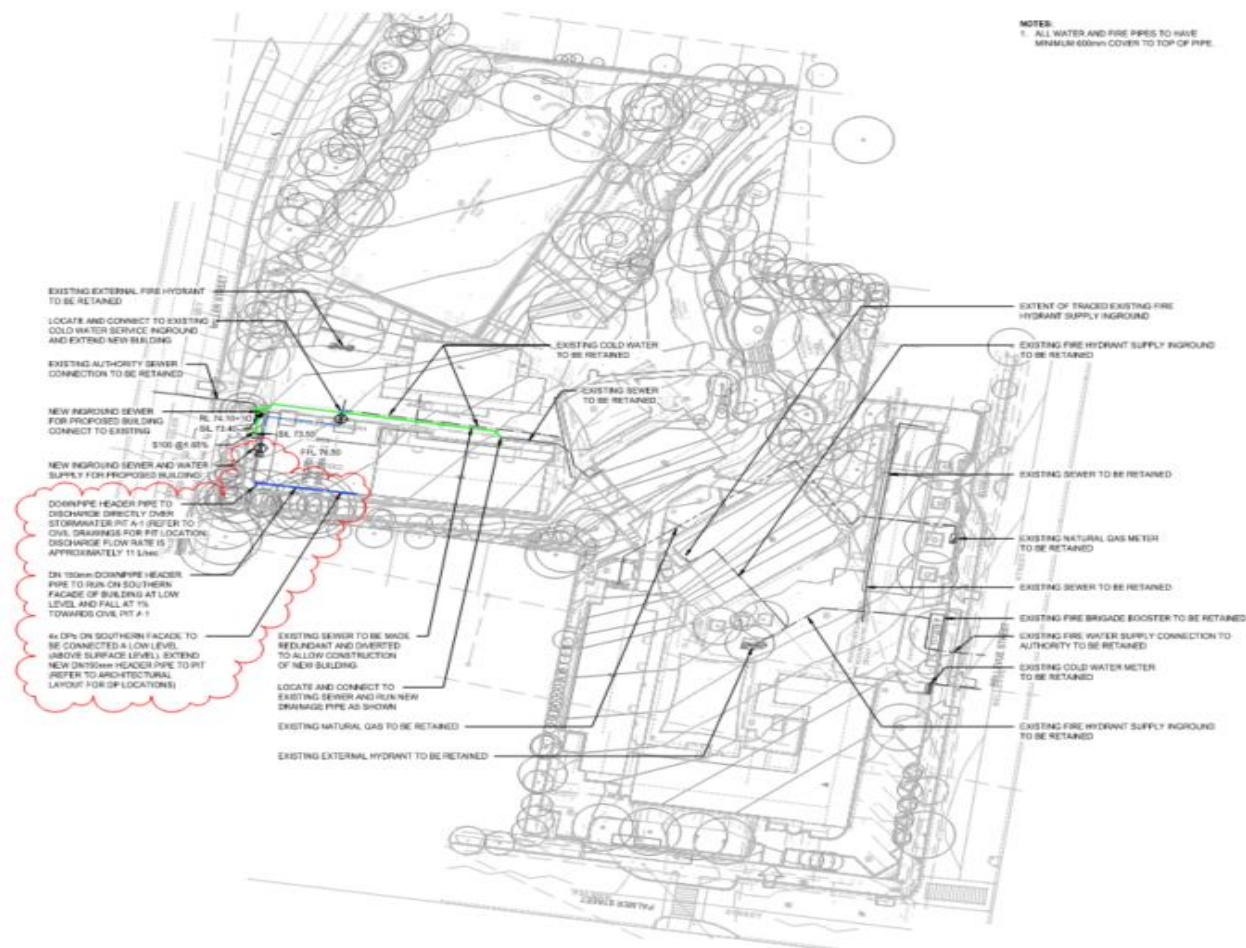 NOTES:
1. ALL WATER AND FIRE PIPES TO HAVE
MINIMUM 600mm COVER TO TOP OF PIPE.
EXISTING EXTERNAL FIRE HYDRANT
TO BE RETAINED
LOCATE AND CONNECT TO EXISTING
COLD WATER SERVICE INGROUND
AND EXTEND NEW BUILDING
EXISTING AUTHORITY SEWER
CONNECTION TO BE RETAINED
NEW INGROUND SEWER
FOR PROPOSED BUILDING
CONNECT TO EXISTING
SIL 73.40
SIL 73.50
S100 @1.65%
FFL 76.50
NEW INGROUND SEWER AND WATER
SUPPLY FOR PROPOSED BUILDING
DOWNPIPE HEADER PIPE TO
DISCHARGE DIRECTLY OVER
STORMWATER PIT A-1 (REFER TO
CIVIL DRAWINGS FOR PIT LOCATION.
DISCHARGE FLOW RATE IS
APPROXIMATELY 11 L/sec
DN 150mm DOWNPIPE HEADER
PIPE TO RUN ON SOUTHERN
FACADE OF BUILDING AT LOW
LEVEL AND FALL AT 1%
TOWARDS CIVIL PIT A-1
4x DPs ON SOUTHERN FACADE TO
BE CONNECTED A LOW LEVEL
(ABOVE SURFACE LEVEL). EXTEND
NEW DN150mm HEADER PIPE TO PIT
(REFER TO ARCHITECTURAL
LAYOUT FOR DP LOCATIONS)
EXISTING COLD WATER
TO BE RETAINED
EXISTING SEWER
TO BE RETAINED
EXISTING SEWER TO BE MADE
REDUNDANT AND DIVERTED
TO ALLOW CONSTRUCTION
OF NEW BUILDING
LOCATE AND CONNECT TO
EXISTING SEWER AND RUN NEW
DRAINAGE PIPE AS SHOWN
EXISTING NATURAL GAS TO BE RETAINED
EXISTING EXTERNAL HYDRANT TO BE RETAINED
EXTENT OF TRACED EXISTING FIRE
HYDRANT SUPPLY INGROUND
EXISTING FIRE HYDRANT SUPPLY INGROUND
TO BE RETAINED
EXISTING SEWER TO BE RETAINED
EXISTING NATURAL GAS METER
TO BE RETAINED
EXISTING SEWER TO BE RETAINED
EXISTING FIRE BRIGADE BOOSTER TO BE RETAINED
EXISTING FIRE WATER SUPPLY CONNECTION TO
AUTHORITY TO BE RETAINED
EXISTING COLD WATER METER
TO BE RETAINED
EXISTING FIRE HYDRANT SUPPLY INGROUND
TO BE RETAINED
MILLER STREET
PALMER STREET